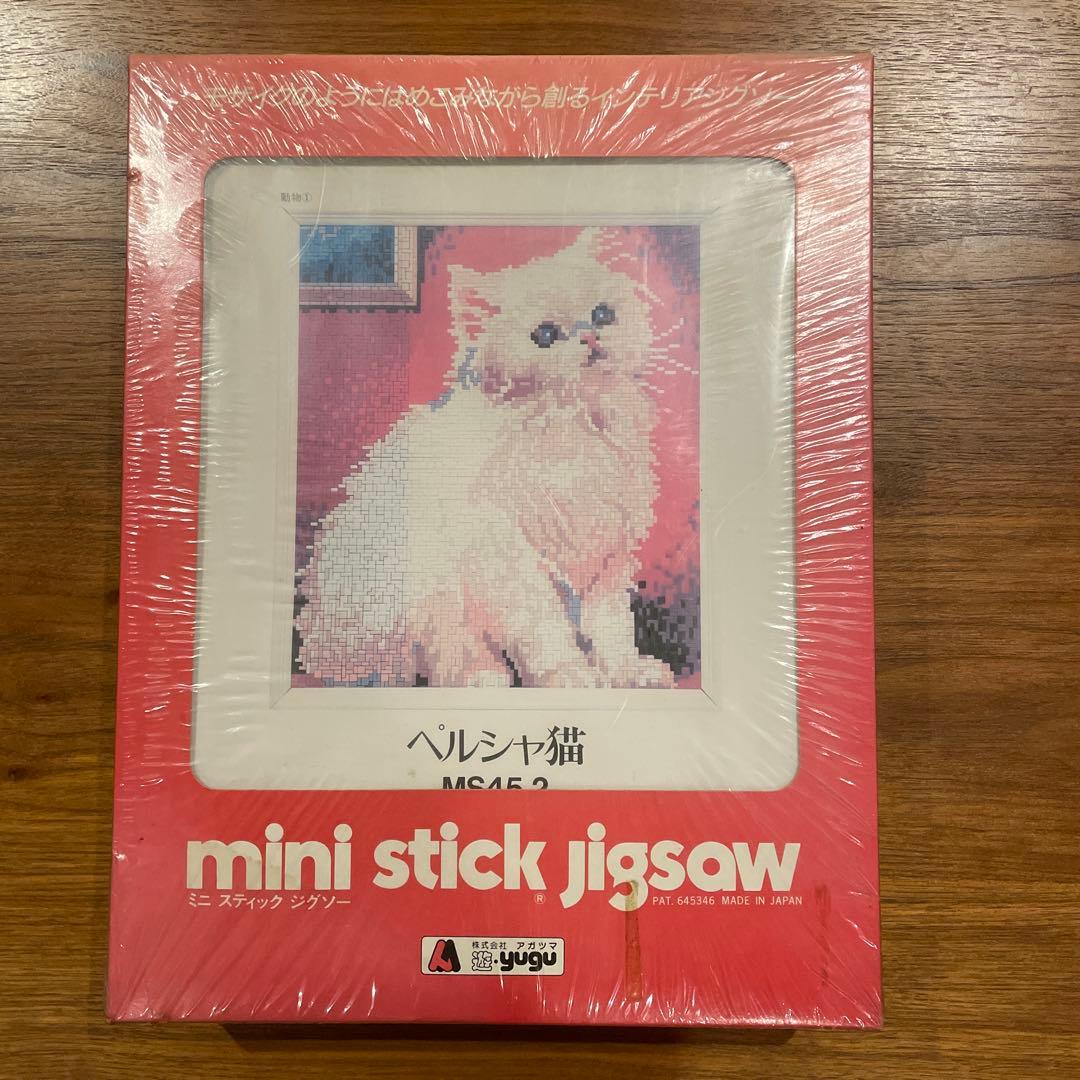 モザイクのようにはめこみながら創るインテリアジグソー
動物①
ペルシャ猫
MS45-2
mini stick jigsaw
ミニ スティック ジグソー
® PAT. 645346 MADE IN JAPAN
株式会社 アガツマ
遊・yugu